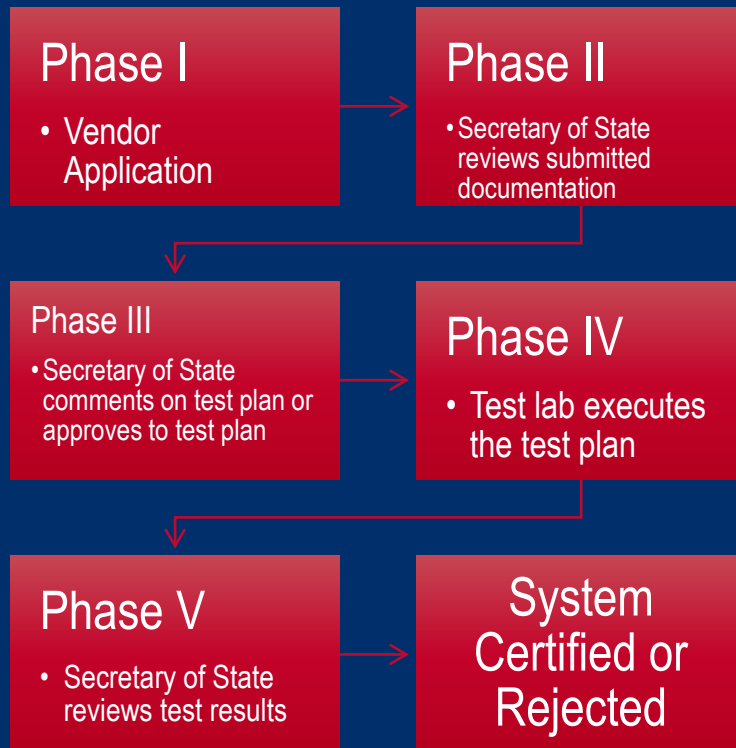 Phase I
• Vendor
Application
Phase II
• Secretary of State
reviews submitted
documentation
Phase III
• Secretary of State
comments on test plan or
approves to test plan
Phase IV
• Test lab executes
the test plan
Phase V
• Secretary of State
reviews test results
System
Certified or
Rejected